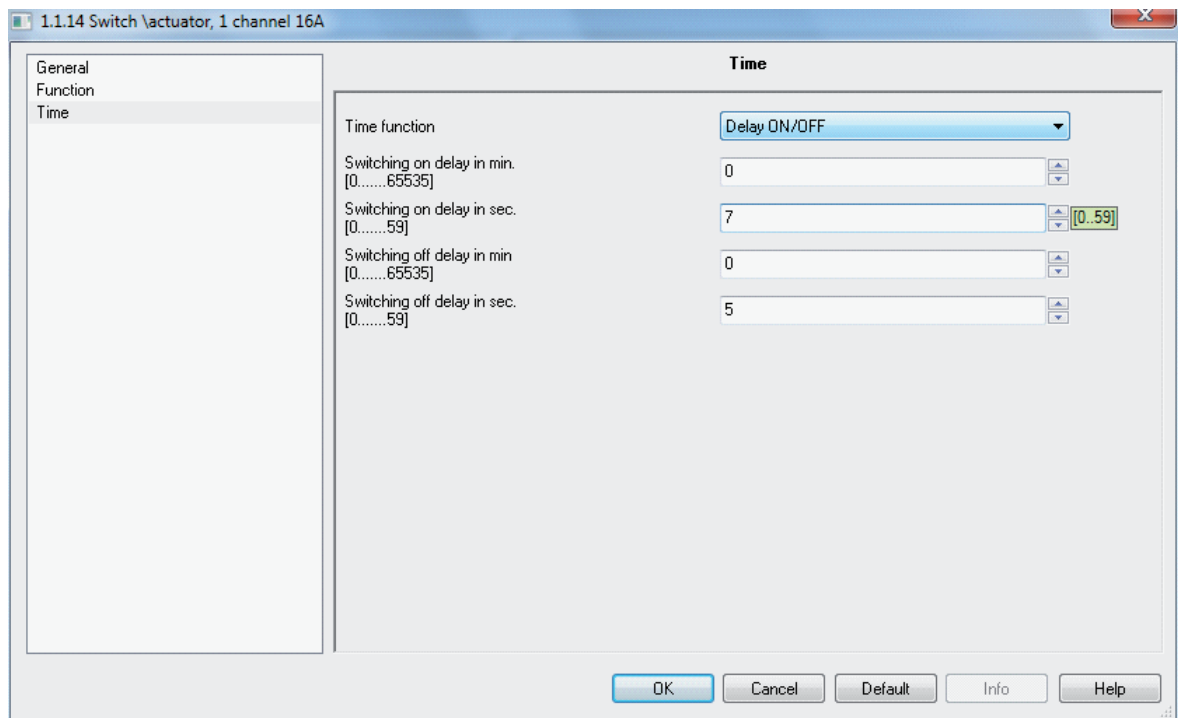 1.1.14 Switch \actuator, 1 channel 16A
General
Function
Time
Time
Time function
Delay ON/OFF
Switching on delay in min.
[0.......65535]
0
Switching on delay in sec.
[0.......59]
7
[0..59]
Switching off delay in min
[0.......65535]
0
Switching off delay in sec.
[0.......59]
5
OK
Cancel
Default
Info
Help